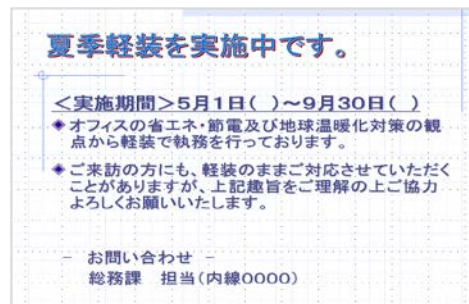 夏季軽装を実施中です。
＜実施期間＞5月1日( )～9月30日( )
◆オフィスの省エネ・節電及び地球温暖化対策の観
点から軽装で執務を行っております。
◆ご来訪の方にも、軽装のままご対応させていただく
ことがありますが、上記趣旨をご理解の上ご協力
よろしくお願いいたします。
－ お問い合わせ －
総務課 担当(内線0000)